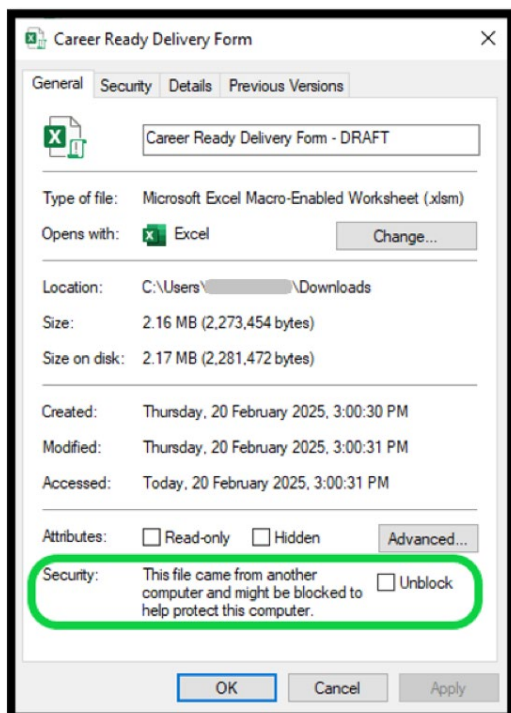 Career Ready Delivery Form
General Security Details Previous Versions
Career Ready Delivery Form - DRAFT
Type of file: Microsoft Excel Macro-Enabled Worksheet (.xlsm)
Opens with: Excel Change...
Location: C:\Users\ \Downloads
Size: 2.16 MB (2,273,454 bytes)
Size on disk: 2.17 MB (2,281,472 bytes)
Created: Thursday, 20 February 2025, 3:00:30 PM
Modified: Thursday, 20 February 2025, 3:00:31 PM
Accessed: Today, 20 February 2025, 3:00:31 PM
Attributes: Read-only Hidden Advanced...
Security: This file came from another
computer and might be blocked to Unblock
help protect this computer.
OK Cancel Apply